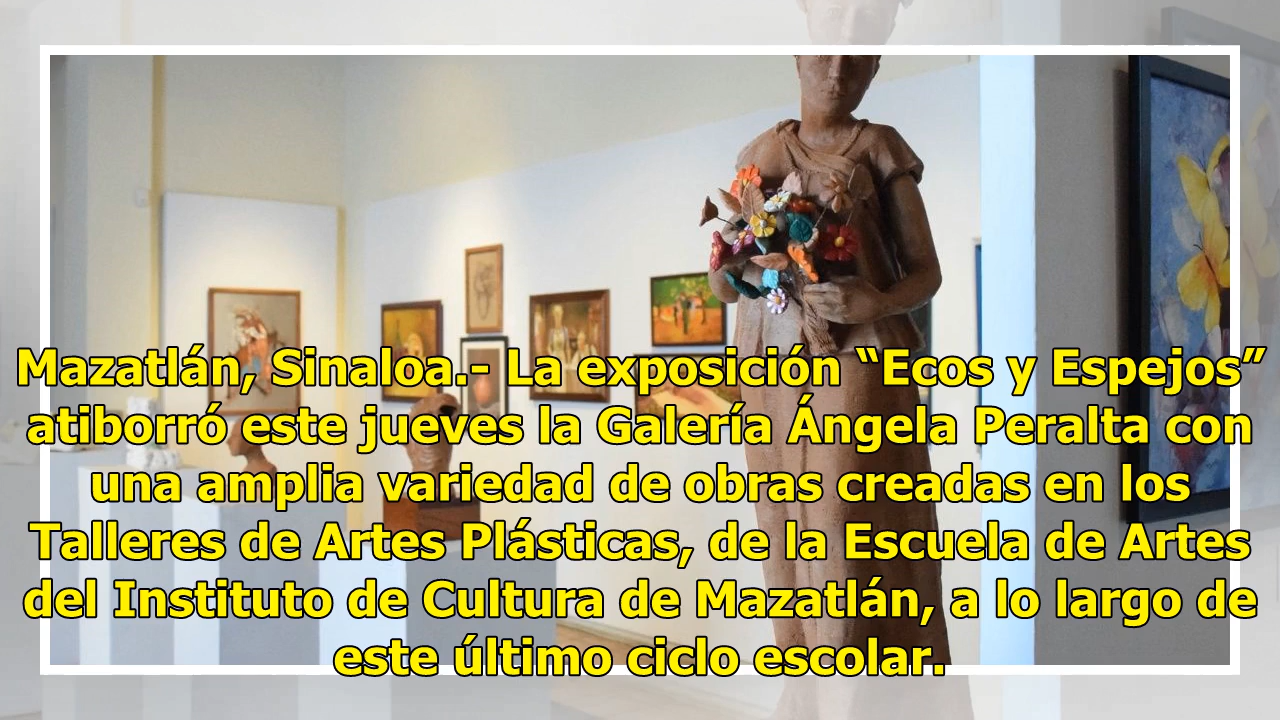 Mazatlán, Sinaloa.- La exposición “Ecos y Espejos”
atiborró este jueves la Galería Ángela Peralta con
una amplia variedad de obras creadas en los
Talleres de Artes Plásticas, de la Escuela de Artes
del Instituto de Cultura de Mazatlán, a lo largo de
este último ciclo escolar.